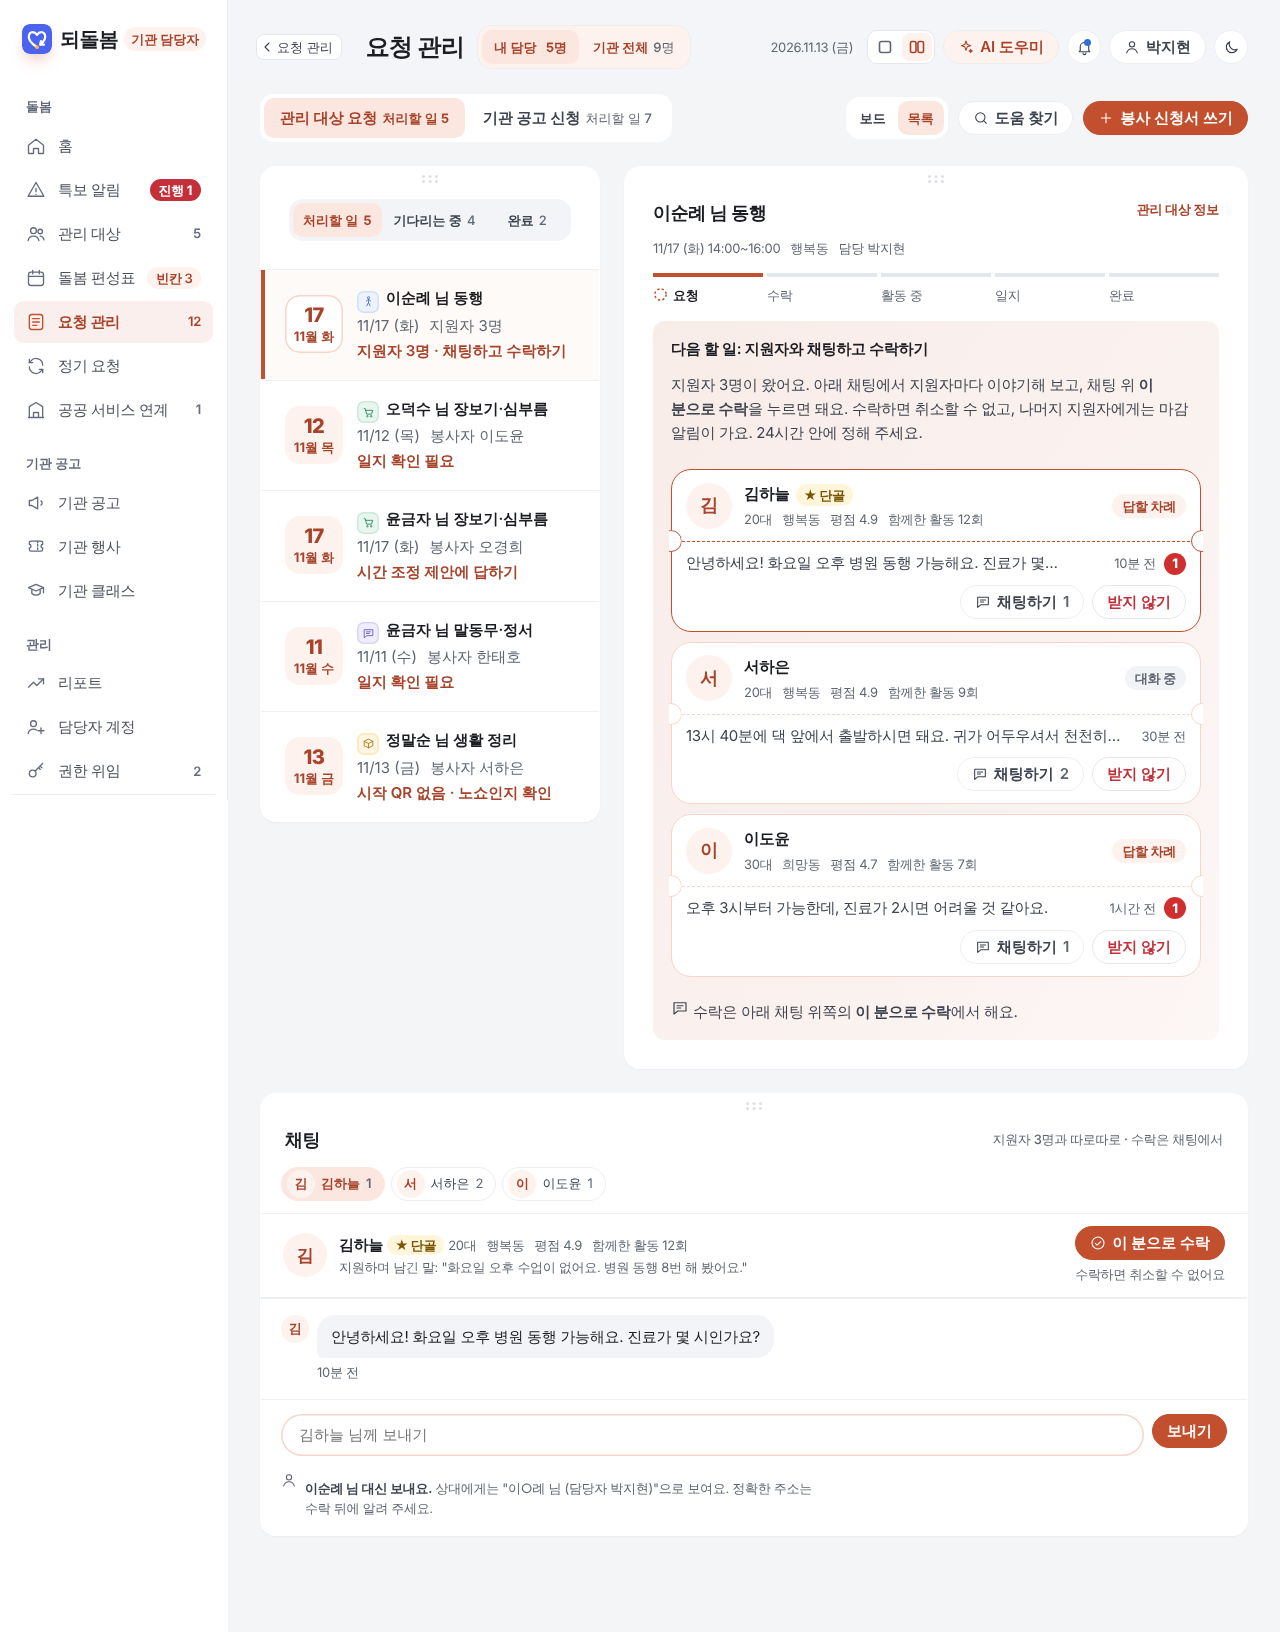 되돌봄 기관 담당자
돌봄
홈
특보 알림 진행 1
관리 대상 5
돌봄 편성표 빈칸 3
요청 관리 12
정기 요청
공공 서비스 연계 1
기관 공고
기관 공고
기관 행사
기관 클래스
관리
리포트
담당자 계정
권한 위임 2
요청 관리
요청 관리
내 담당 5명 기관 전체 9명
2026.11.13 (금)
AI 도우미
박지현
관리 대상 요청 처리할 일 5 기관 공고 신청 처리할 일 7
보드 목록
도움 찾기
+ 봉사 신청서 쓰기
처리할 일 5 기다리는 중 4 완료 2
17
11월 화
이순례 님 동행
11/17 (화) 지원자 3명
지원자 3명 · 채팅하고 수락하기
12
11월 목
오덕수 님 장보기·심부름
11/12 (목) 봉사자 이도윤
일지 확인 필요
17
11월 화
윤금자 님 장보기·심부름
11/17 (화) 봉사자 오경희
시간 조정 제안에 답하기
11
11월 수
윤금자 님 말동무·정서
11/11 (수) 봉사자 한태호
일지 확인 필요
13
11월 금
정말순 님 생활 정리
11/13 (금) 봉사자 서하은
시작 QR 없음 · 노쇼인지 확인
이순례 님 동행
관리 대상 정보
11/17 (화) 14:00~16:00 행복동 담당 박지현
요청 수락 활동 중 일지 완료
다음 할 일: 지원자와 채팅하고 수락하기
지원자 3명이 왔어요. 아래 채팅에서 지원자마다 이야기해 보고, 채팅 위 이
분으로 수락을 누르면 돼요. 수락하면 취소할 수 없고, 나머지 지원자에게는 마감
알림이 가요. 24시간 안에 정해 주세요.
김
김하늘 ★ 단골
20대 행복동 평점 4.9 함께한 활동 12회
답할 차례
안녕하세요! 화요일 오후 병원 동행 가능해요. 진료가 몇... 10분 전 1
채팅하기 1 받지 않기
서
서하은
20대 행복동 평점 4.9 함께한 활동 9회
대화 중
13시 40분에 댁 앞에서 출발하시면 돼요. 귀가 어두우셔서 천천히... 30분 전
채팅하기 2 받지 않기
이
이도윤
30대 희망동 평점 4.7 함께한 활동 7회
답할 차례
오후 3시부터 가능한데, 진료가 2시면 어려울 것 같아요. 1시간 전 1
채팅하기 1 받지 않기
수락은 아래 채팅 위쪽의 이 분으로 수락에서 해요.
채팅
지원자 3명과 따로따로 · 수락은 채팅에서
김 김하늘 1 서 서하은 2 이 이도윤 1
김
김하늘 ★ 단골 20대 행복동 평점 4.9 함께한 활동 12회
지원하며 남긴 말: "화요일 오후 수업이 없어요. 병원 동행 8번 해 봤어요."
이 분으로 수락
수락하면 취소할 수 없어요
김
안녕하세요! 화요일 오후 병원 동행 가능해요. 진료가 몇 시인가요?
10분 전
김하늘 님께 보내기
보내기
이순례 님 대신 보내요. 상대에게는 "이○례 님 (담당자 박지현)"으로 보여요. 정확한 주소는
수락 뒤에 알려 주세요.